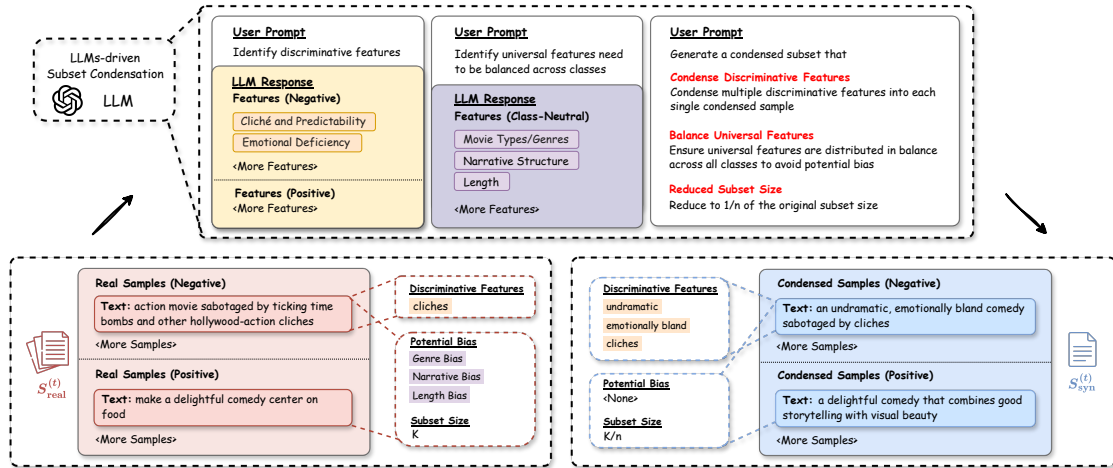 LLMs-driven
Subset Condensation
LLM
User Prompt
Identify discriminative features
LLM Response
Features (Negative)
Cliché and Predictability
Emotional Deficiency
<More Features>
Features (Positive)
<More Features>
User Prompt
Identify universal features need
to be balanced across classes
LLM Response
Features (Class-Neutral)
Movie Types/Genres
Narrative Structure
Length
<More Features>
User Prompt
Generate a condensed subset that
Condense Discriminative Features
Condense multiple discriminative features into each
single condensed sample
Balance Universal Features
Ensure universal features are distributed in balance
across all classes to avoid potential bias
Reduced Subset Size
Reduce to 1/n of the original subset size
S_real^(t)
Real Samples (Negative)
Text: action movie sabotaged by ticking time
bombs and other hollywood-action cliches
<More Samples>
Real Samples (Positive)
Text: make a delightful comedy center on
food
<More Samples>
Discriminative Features
cliches
Potential Bias
Genre Bias
Narrative Bias
Length Bias
Subset Size
K
Discriminative Features
undramatic
emotionally bland
cliches
Potential Bias
<None>
Subset Size
K/n
Condensed Samples (Negative)
Text: an undramatic, emotionally bland comedy
sabotaged by cliches
<More Samples>
Condensed Samples (Positive)
Text: a delightful comedy that combines good
storytelling with visual beauty
<More Samples>
S_syn^(t)